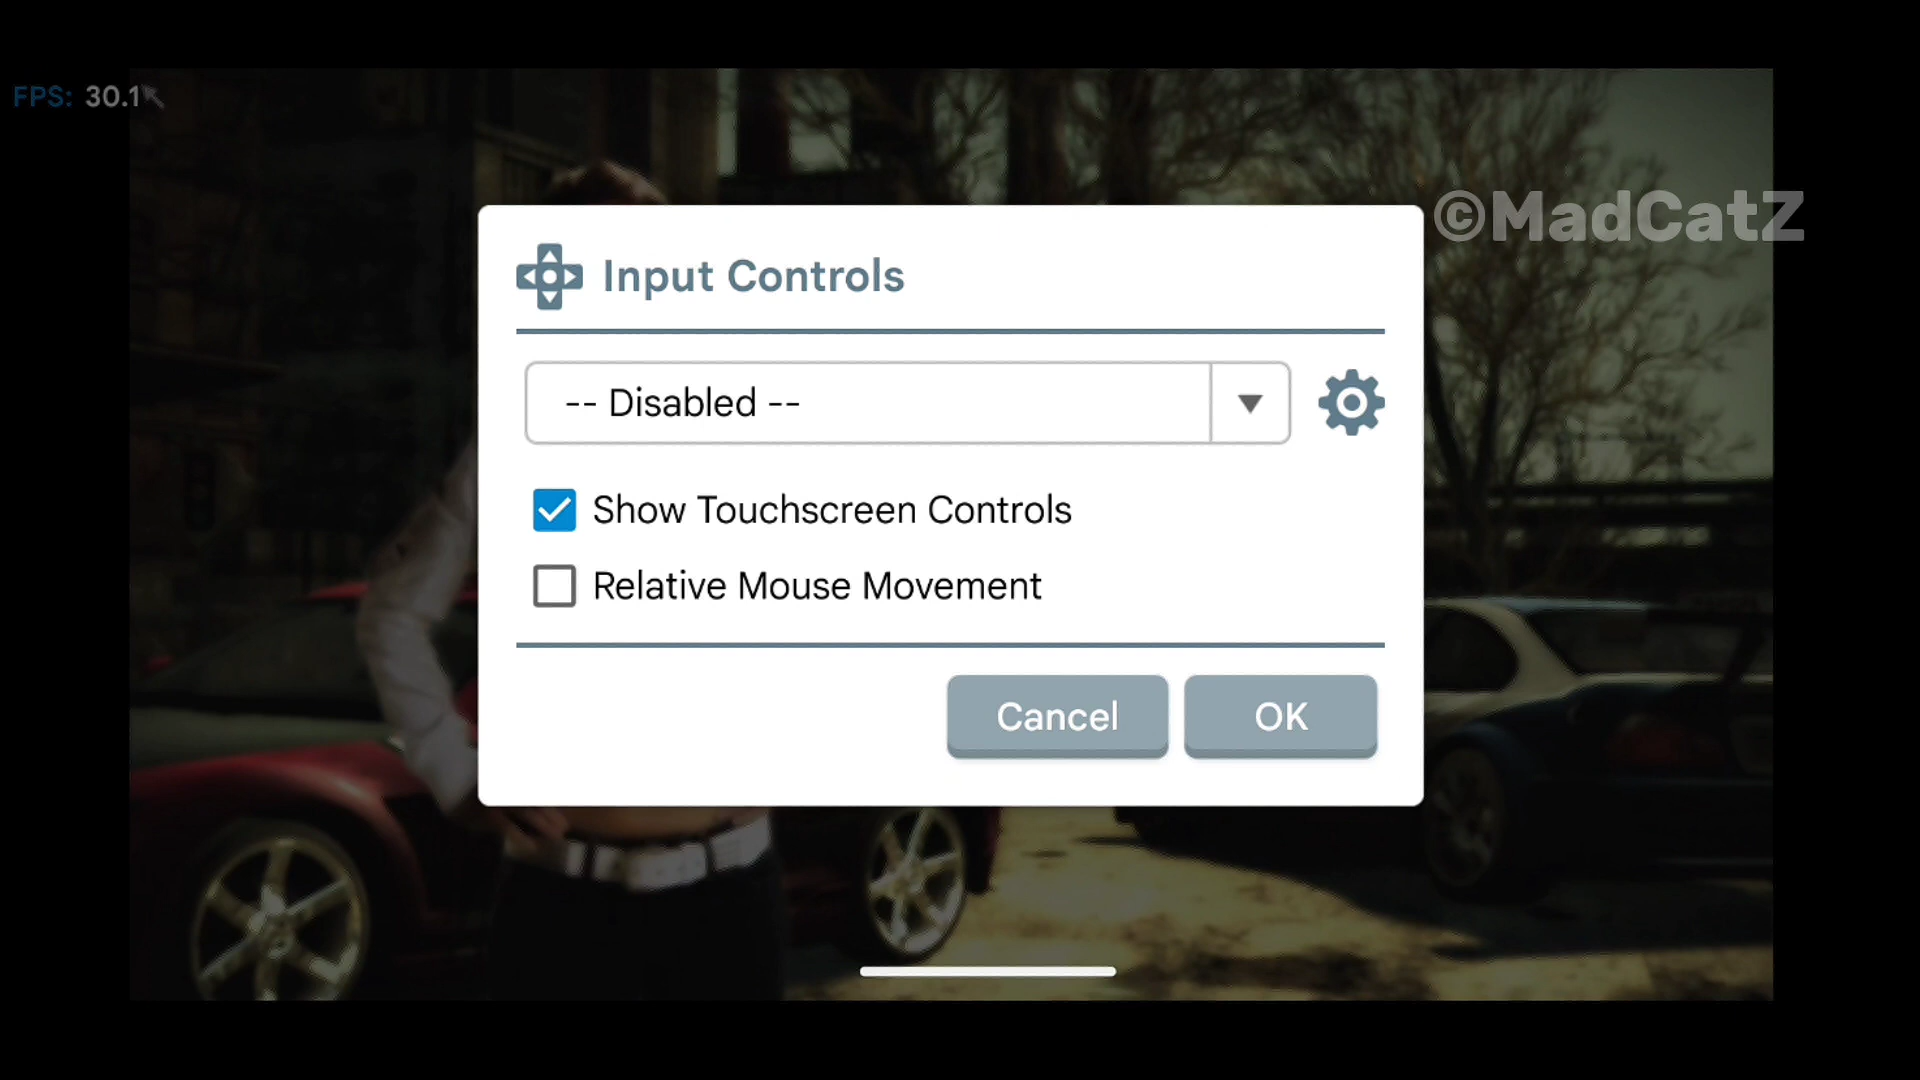 FPS: 30.1
©MadCatZ
Input Controls
-- Disabled --
Show Touchscreen Controls
Relative Mouse Movement
Cancel
OK